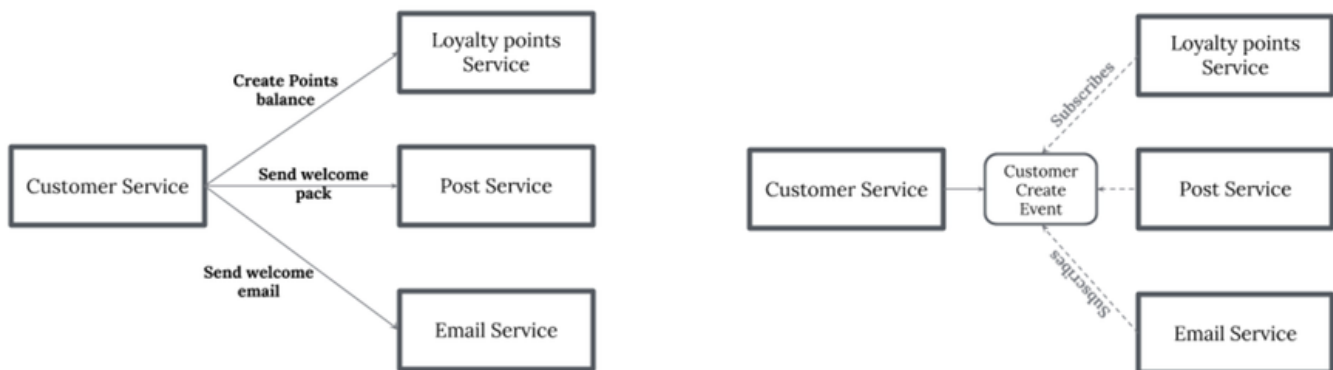 Loyalty points
Service
Create Points
balance
Customer Service
Send welcome
pack
Post Service
Send welcome
email
Email Service
Loyalty points
Service
Subscribes
Customer Service
Customer
Create
Event
Post Service
Subscribes
Email Service